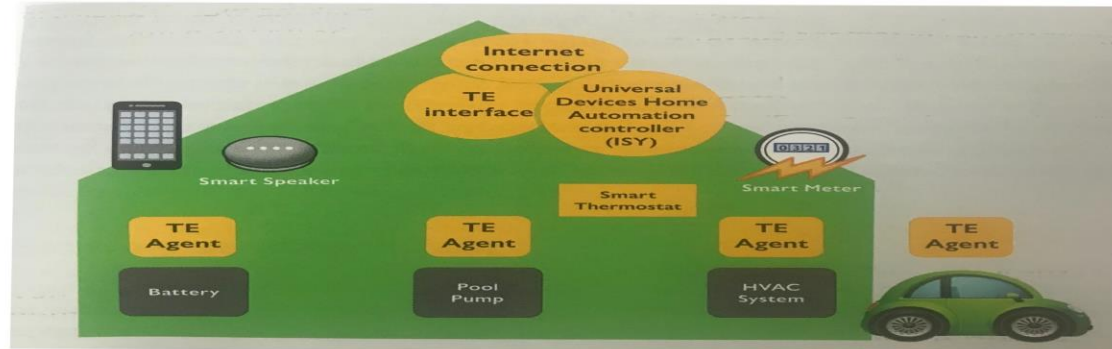 Internet
connection
TE
interface
Universal
Devices Home
Automation
controller
(ISY)
0321
Smart Speaker
Smart Meter
Smart
Thermostat
TE
Agent
TE
Agent
TE
Agent
TE
Agent
Battery
Pool
Pump
HVAC
System